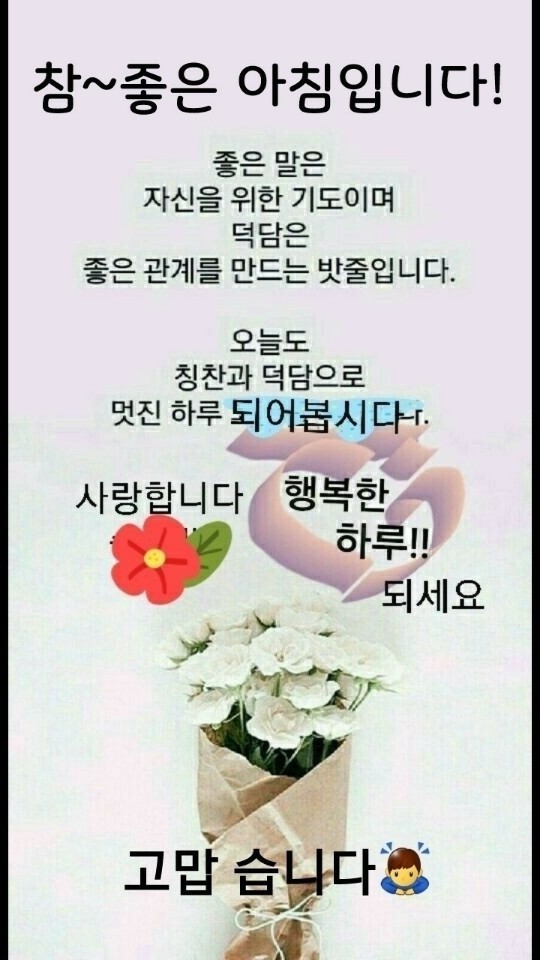 참~좋은 아침입니다!
좋은 말은
자신을 위한 기도이며
덕담은
좋은 관계를 만드는 밧줄입니다.
오늘도
칭찬과 덕담으로
멋진 하루 되어봅시다
사랑합니다
행복한
하루!!
되세요
고맙 습니다